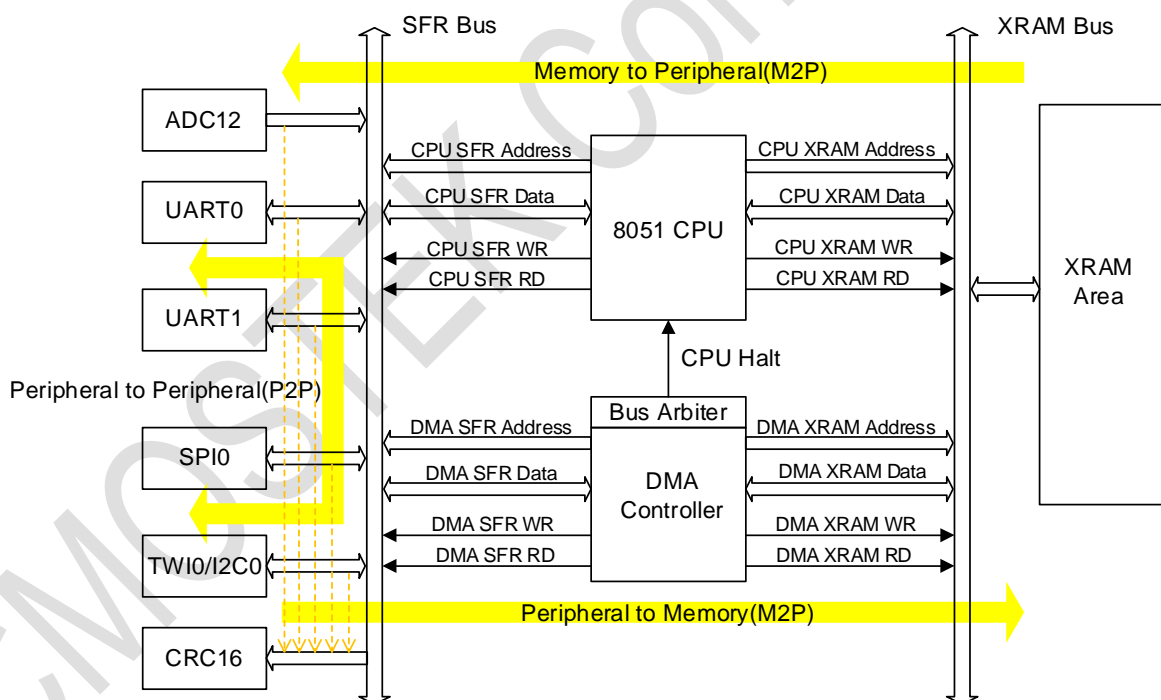 SFR Bus
XRAM Bus
Memory to Peripheral(M2P)
ADC12
CPU SFR Address
CPU XRAM Address
UART0
CPU SFR Data
8051 CPU
CPU XRAM Data
CPU SFR WR
CPU XRAM WR
XRAM
Area
CPU SFR RD
CPU XRAM RD
UART1
CPU Halt
Peripheral to Peripheral(P2P)
Bus Arbiter
DMA SFR Address
DMA XRAM Address
SPI0
DMA SFR Data
DMA
Controller
DMA XRAM Data
DMA SFR WR
DMA XRAM WR
TWI0/I2C0
DMA SFR RD
DMA XRAM RD
Peripheral to Memory(M2P)
CRC16
CMOSTEK Con